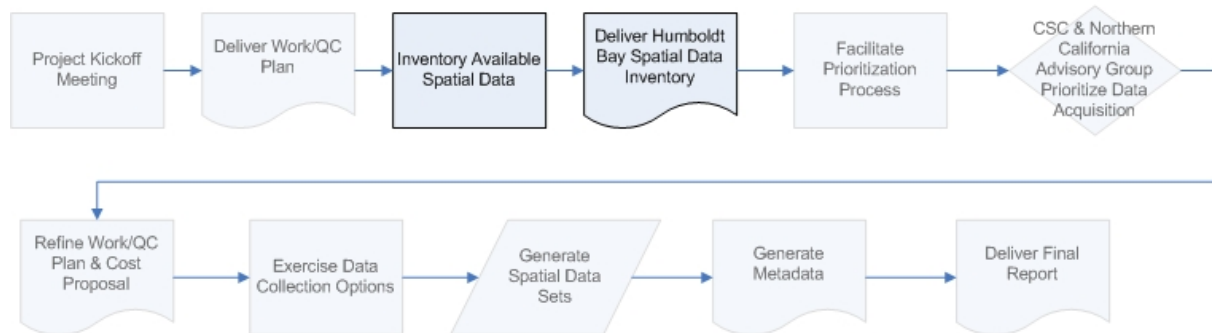 Project Kickoff
Meeting
Deliver Work/QC
Plan
Inventory Available
Spatial Data
Deliver Humboldt
Bay Spatial Data
Inventory
Facilitate
Prioritization
Process
CSC & Northern
California
Advisory Group
Prioritize Data
Acquisition
Refine Work/QC
Plan & Cost
Proposal
Exercise Data
Collection Options
Generate
Spatial Data
Sets
Generate
Metadata
Deliver Final
Report